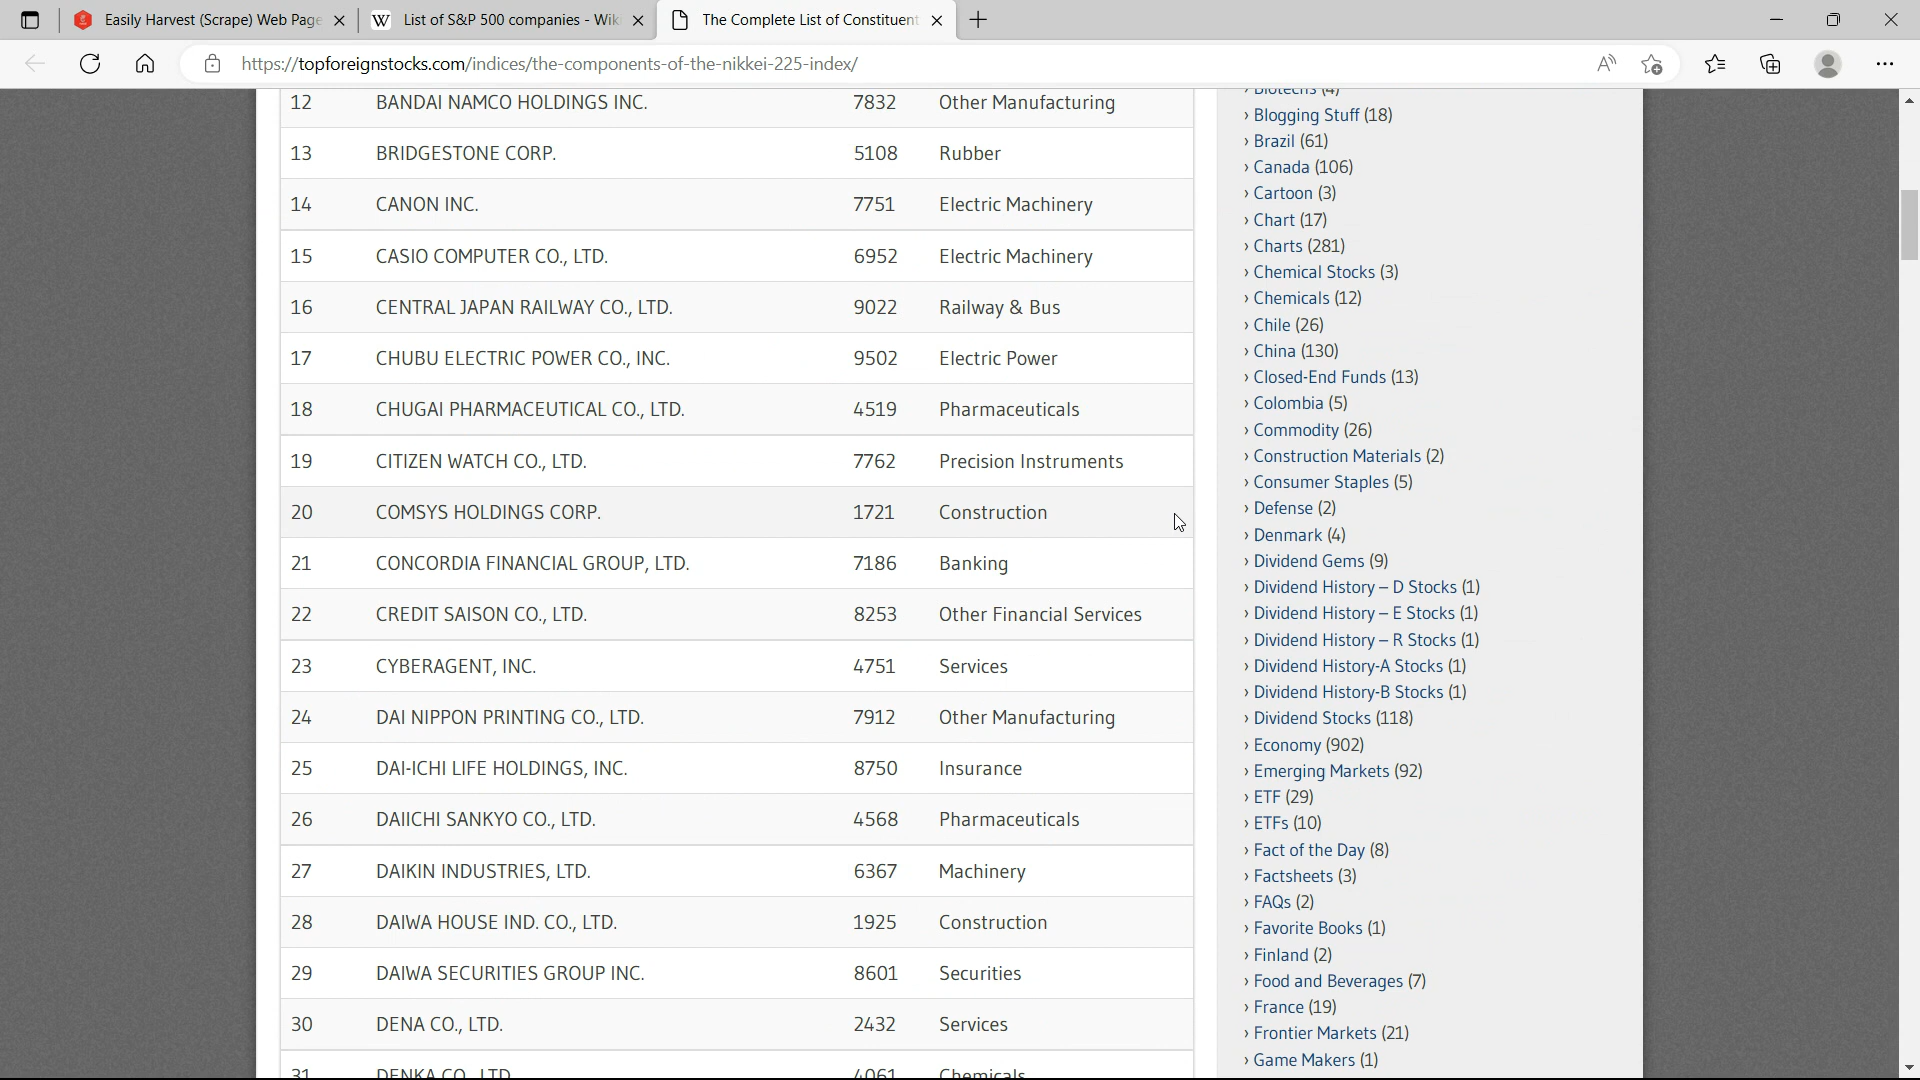 Easily Harvest (Scrape) Web Page
List of S&P 500 companies - Wiki
The Complete List of Constituent
https://topforeignstocks.com/indices/the-components-of-the-nikkei-225-index/
12 BANDAI NAMCO HOLDINGS INC. 7832 Other Manufacturing
13 BRIDGESTONE CORP. 5108 Rubber
14 CANON INC. 7751 Electric Machinery
15 CASIO COMPUTER CO., LTD. 6952 Electric Machinery
16 CENTRAL JAPAN RAILWAY CO., LTD. 9022 Railway & Bus
17 CHUBU ELECTRIC POWER CO., INC. 9502 Electric Power
18 CHUGAI PHARMACEUTICAL CO., LTD. 4519 Pharmaceuticals
19 CITIZEN WATCH CO., LTD. 7762 Precision Instruments
20 COMSYS HOLDINGS CORP. 1721 Construction
21 CONCORDIA FINANCIAL GROUP, LTD. 7186 Banking
22 CREDIT SAISON CO., LTD. 8253 Other Financial Services
23 CYBERAGENT, INC. 4751 Services
24 DAI NIPPON PRINTING CO., LTD. 7912 Other Manufacturing
25 DAI-ICHI LIFE HOLDINGS, INC. 8750 Insurance
26 DAIICHI SANKYO CO., LTD. 4568 Pharmaceuticals
27 DAIKIN INDUSTRIES, LTD. 6367 Machinery
28 DAIWA HOUSE IND. CO., LTD. 1925 Construction
29 DAIWA SECURITIES GROUP INC. 8601 Securities
30 DENA CO., LTD. 2432 Services
31 DENKA CO., LTD. 4061 Chemicals
› Biotechs (4)
› Blogging Stuff (18)
› Brazil (61)
› Canada (106)
› Cartoon (3)
› Chart (17)
› Charts (281)
› Chemical Stocks (3)
› Chemicals (12)
› Chile (26)
› China (130)
› Closed-End Funds (13)
› Colombia (5)
› Commodity (26)
› Construction Materials (2)
› Consumer Staples (5)
› Defense (2)
› Denmark (4)
› Dividend Gems (9)
› Dividend History – D Stocks (1)
› Dividend History – E Stocks (1)
› Dividend History – R Stocks (1)
› Dividend History-A Stocks (1)
› Dividend History-B Stocks (1)
› Dividend Stocks (118)
› Economy (902)
› Emerging Markets (92)
› ETF (29)
› ETFs (10)
› Fact of the Day (8)
› Factsheets (3)
› FAQs (2)
› Favorite Books (1)
› Finland (2)
› Food and Beverages (7)
› France (19)
› Frontier Markets (21)
› Game Makers (1)